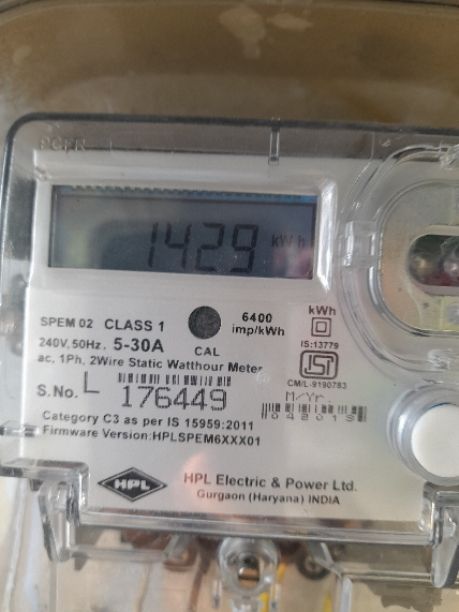 1429 kWh
SPEM 02 CLASS 1
240V.50Hz. 5-30A
CAL
6400
imp/kWh
kWh
IS:13779
ISI
CM/L-9190783
ac, 1Ph, 2Wire Static Watthour Meter
S.No. L 176449
M/Yr.
Category C3 as per IS 15959:2011
Firmware Version:HPLSPEM6XXX01
HPL
HPL Electric & Power Ltd.
Gurgaon (Haryana) INDIA